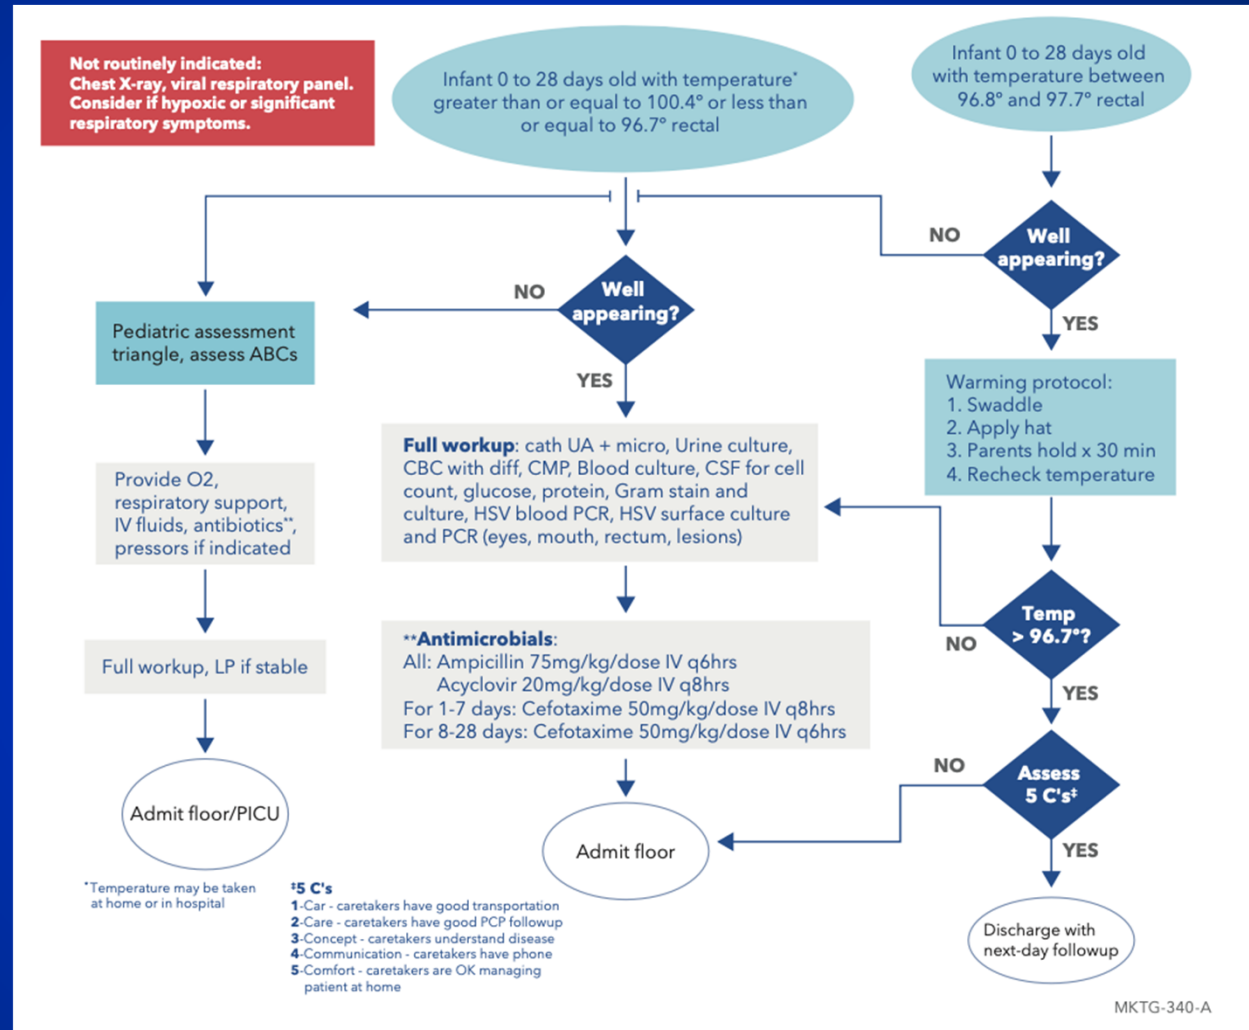 Not routinely indicated:
Chest X-ray, viral respiratory panel.
Consider if hypoxic or significant
respiratory symptoms.
Infant 0 to 28 days old with temperature*
greater than or equal to 100.4° or less than
or equal to 96.7° rectal
Infant 0 to 28 days old
with temperature between
96.8° and 97.7° rectal
NO
Well
appearing?
YES
NO
Well
appearing?
YES
Pediatric assessment
triangle, assess ABCs
Warming protocol:
1. Swaddle
2. Apply hat
3. Parents hold x 30 min
4. Recheck temperature
Full workup: cath UA + micro, Urine culture,
CBC with diff, CMP, Blood culture, CSF for cell
count, glucose, protein, Gram stain and
culture, HSV blood PCR, HSV surface culture
and PCR (eyes, mouth, rectum, lesions)
Provide O2,
respiratory support,
IV fluids, antibiotics**,
pressors if indicated
Temp
> 96.7°?
NO
YES
**Antimicrobials:
All: Ampicillin 75mg/kg/dose IV q6hrs
Acyclovir 20mg/kg/dose IV q8hrs
For 1-7 days: Cefotaxime 50mg/kg/dose IV q8hrs
For 8-28 days: Cefotaxime 50mg/kg/dose IV q6hrs
Full workup, LP if stable
NO
Assess
5 C's‡
YES
Admit floor/PICU
Admit floor
Discharge with
next-day followup
*Temperature may be taken
at home or in hospital
‡5 C's
1-Car - caretakers have good transportation
2-Care - caretakers have good PCP followup
3-Concept - caretakers understand disease
4-Communication - caretakers have phone
5-Comfort - caretakers are OK managing
patient at home
MKTG-340-A